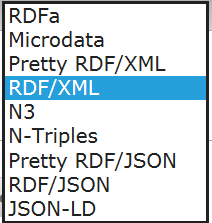 RDFa
Microdata
Pretty RDF/XML
RDF/XML
N3
N-Triples
Pretty RDF/JSON
RDF/JSON
JSON-LD